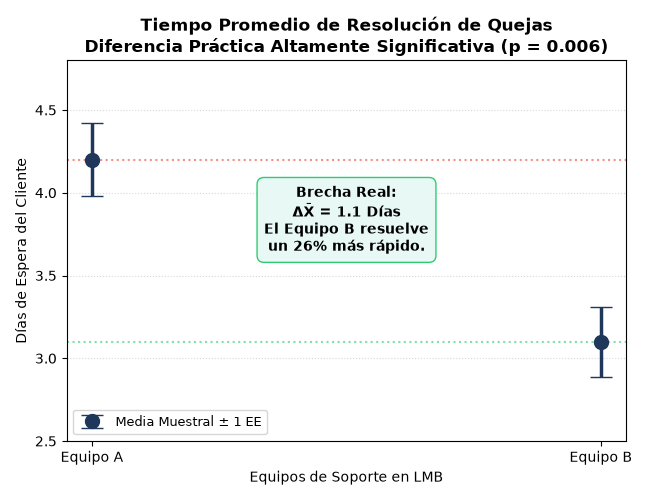 Tiempo Promedio de Resolución de Quejas
Diferencia Práctica Altamente Significativa (p = 0.006)
Días de Espera del Cliente
4.5
4.0
3.5
3.0
2.5
Brecha Real:
ΔX̄ = 1.1 Días
El Equipo B resuelve
un 26% más rápido.
Media Muestral ± 1 EE
Equipo A
Equipo B
Equipos de Soporte en LMB